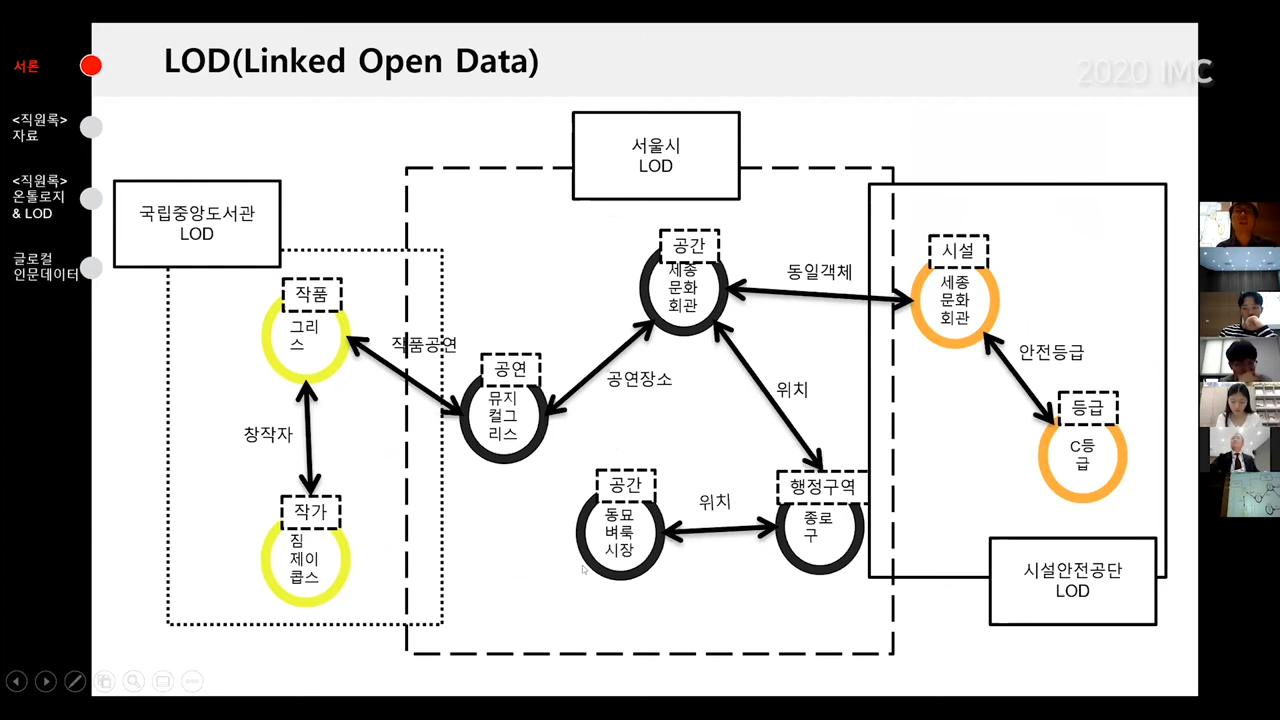 LOD(Linked Open Data)
2020 IMC
서론
<직원록>
자료
<직원록>
온톨로지
& LOD
글로컬
인문데이터
서울시
LOD
국립중앙도서관
LOD
작품
그리
스
작품공연
창작자
작가
짐
제이
콥스
공연
뮤지
컬그
리스
공연장소
공간
세종
문화
회관
동일객체
위치
공간
동묘
벼룩
시장
위치
행정구역
종로
구
시설
세종
문화
회관
안전등급
등급
C등
급
시설안전공단
LOD